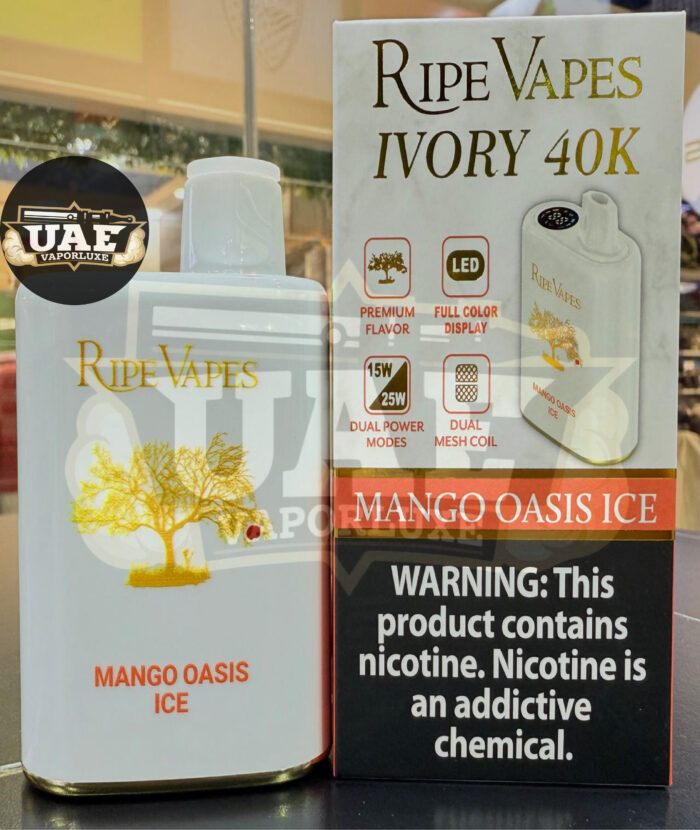 UAE
VAPORLUXE
RIPE VAPES
MANGO OASIS
ICE
RIPE VAPES
IVORY 40K
PREMIUM
FLAVOR
LED
FULL COLOR
DISPLAY
15W
25W
DUAL POWER
MODES
DUAL
MESH COIL
RIPE VAPES
MANGO OASIS
ICE
UAE
VAPORLUXE
MANGO OASIS ICE
WARNING: This
product contains
nicotine. Nicotine is
an addictive
chemical.